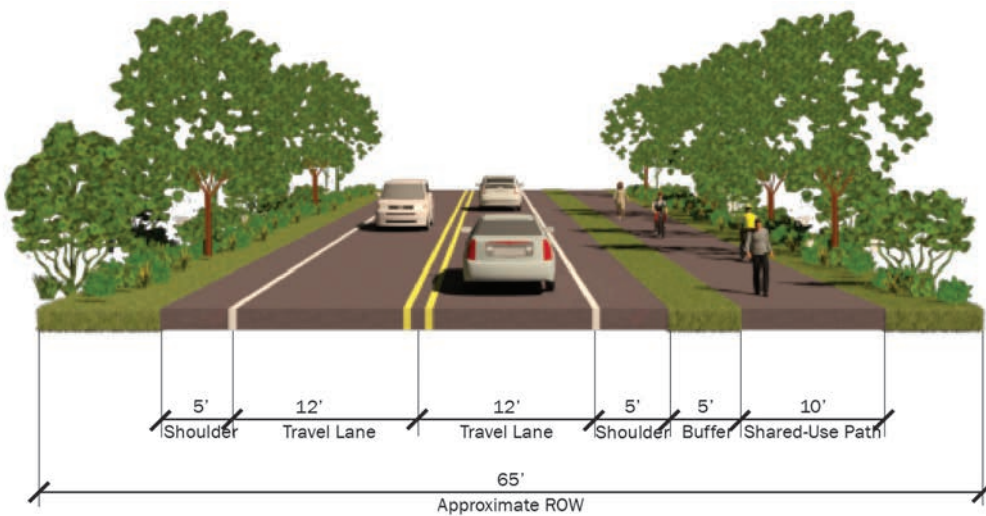 5' 12' 12' 5' 5' 10'
Shoulder Travel Lane Travel Lane Shoulder Buffer Shared-Use Path
65'
Approximate ROW